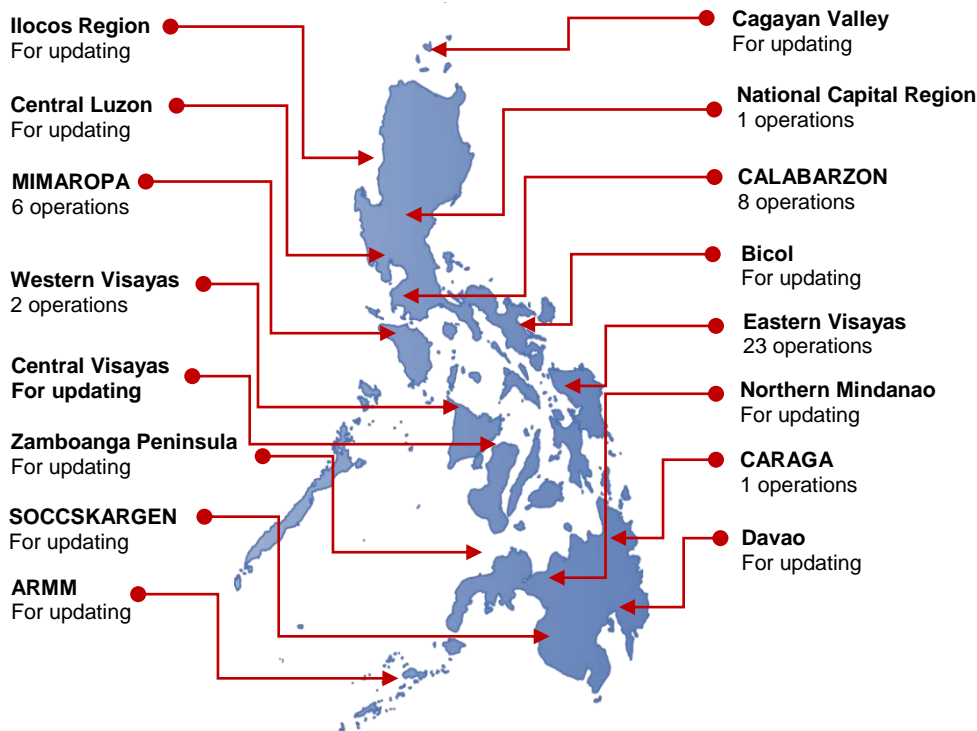 Ilocos Region
For updating
Central Luzon
For updating
MIMAROPA
6 operations
Western Visayas
2 operations
Central Visayas
For updating
Zamboanga Peninsula
For updating
SOCCSKARGEN
For updating
ARMM
For updating
Cagayan Valley
For updating
National Capital Region
1 operations
CALABARZON
8 operations
Bicol
For updating
Eastern Visayas
23 operations
Northern Mindanao
For updating
CARAGA
1 operations
Davao
For updating